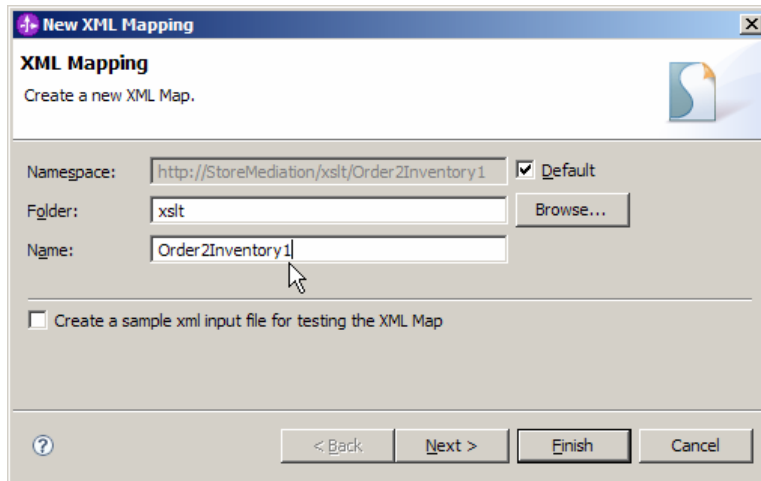 New XML Mapping
XML Mapping
Create a new XML Map.
Namespace: http://StoreMediation/xslt/Order2Inventory1 Default
Folder: xslt Browse...
Name: Order2Inventory1
Create a sample xml input file for testing the XML Map
? < Back Next > Finish Cancel